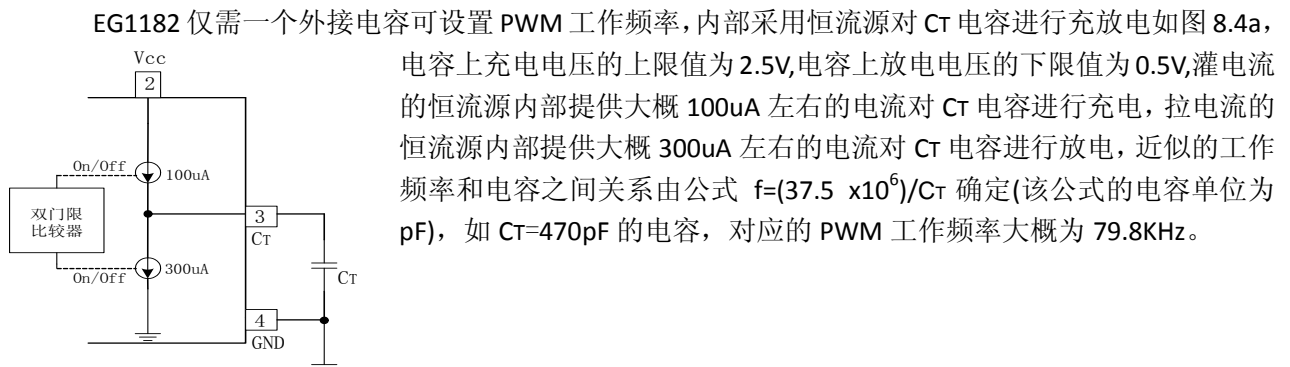 EG1182 仅需一个外接电容可设置 PWM 工作频率，内部采用恒流源对 CT 电容进行充放电如图 8.4a，
电容上充电电压的上限值为 2.5V,电容上放电电压的下限值为 0.5V,灌电流
的恒流源内部提供大概 100uA 左右的电流对 CT 电容进行充电，拉电流的
恒流源内部提供大概 300uA 左右的电流对 CT 电容进行放电，近似的工作
频率和电容之间关系由公式 f=(37.5 x10⁶)/CT 确定(该公式的电容单位为
pF)，如 CT=470pF 的电容，对应的 PWM 工作频率大概为 79.8KHz。
Vcc
2
On/Off
100uA
双门限
比较器
3
CT
On/Off
300uA
CT
4
GND